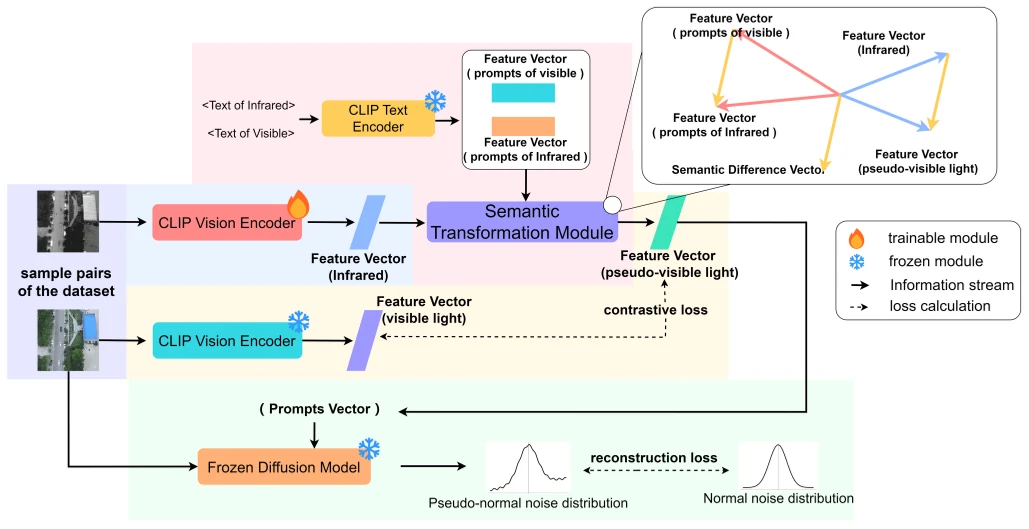 Feature Vector
( prompts of visible )
Feature Vector
(Infrared)
Feature Vector
( prompts of Infrared )
Feature Vector
(pseudo-visible light)
Semantic Difference Vector
<Text of Infrared>
<Text of Visible>
CLIP Text
Encoder
Feature Vector
( prompts of visible )
Feature Vector
( prompts of Infrared )
CLIP Vision Encoder
Feature Vector
(Infrared)
Semantic
Transformation Module
Feature Vector
(pseudo-visible light)
sample pairs
of the dataset
CLIP Vision Encoder
Feature Vector
(visible light)
contrastive loss
trainable module
frozen module
Information stream
loss calculation
( Prompts Vector )
Frozen Diffusion Model
Pseudo-normal noise distribution
reconstruction loss
Normal noise distribution